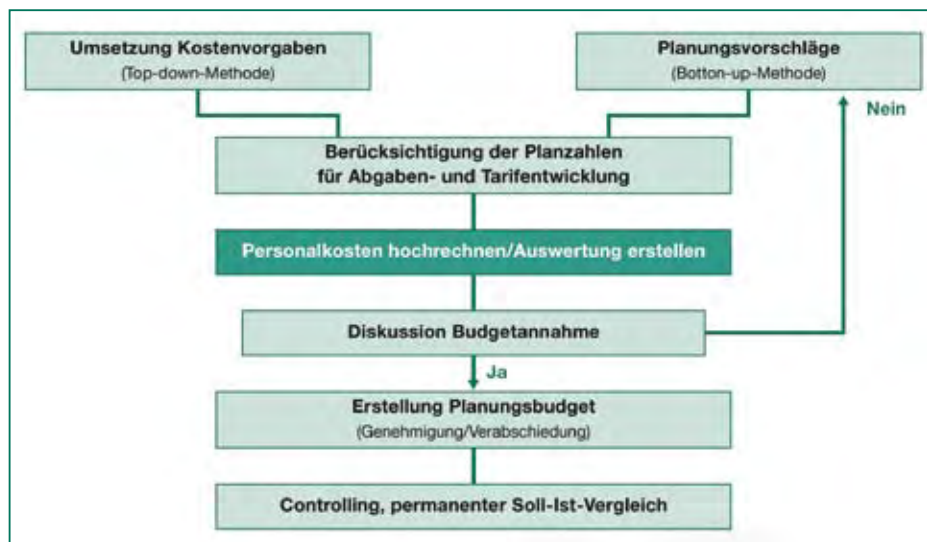 Umsetzung Kostenvorgaben
(Top-down-Methode)
Planungsvorschläge
(Botton-up-Methode)
Nein
Berücksichtigung der Planzahlen
für Abgaben- und Tarifentwicklung
Personalkosten hochrechnen/Auswertung erstellen
Diskussion Budgetannahme
Ja
Erstellung Planungsbudget
(Genehmigung/Verabschiedung)
Controlling, permanenter Soll-Ist-Vergleich